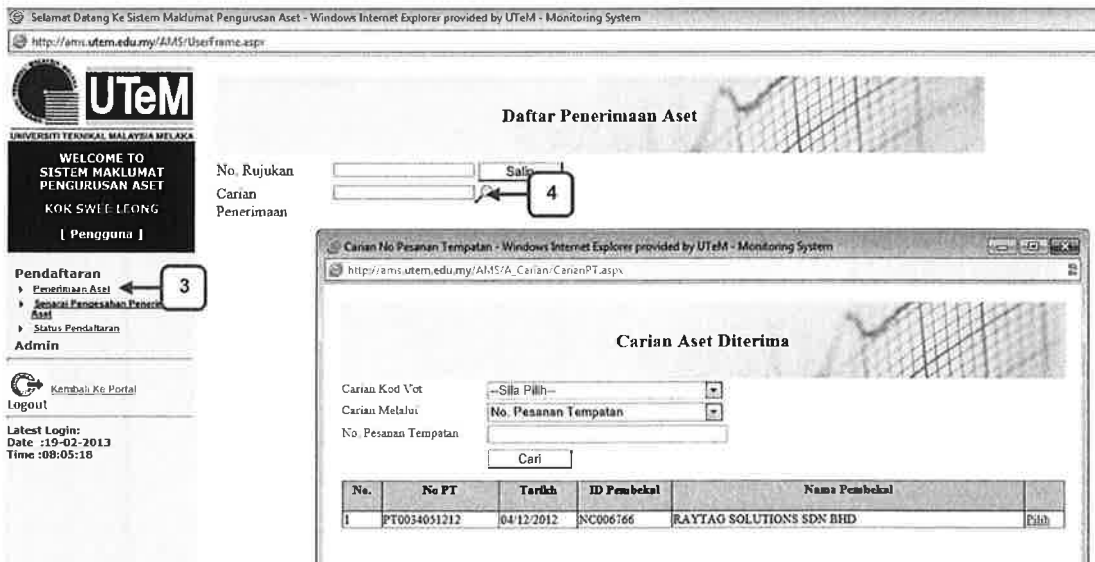 Selamat Datang Ke Sistem Maklumat Pengurusan Aset - Windows Internet Explorer provided by UTeM - Monitoring System
http://ams.utem.edu.my/AMS/UserFrame.aspx
UTeM
UNIVERSITI TEKNIKAL MALAYSIA MELAKA
WELCOME TO
SISTEM MAKLUMAT
PENGURUSAN ASET
KOK SWEE LEONG
[ Pengguna ]
Pendaftaran
Penerimaan Aset
3
Senarai Pengesahan Penerim
Aset
Status Pendaftaran
Admin
Kembali Ke Portal
Logout
Latest Login:
Date :19-02-2013
Time :08:05:18
Daftar Penerimaan Aset
No. Rujukan
Salin
Carian
Penerimaan
4
Carian No Pesanan Tempatan - Windows Internet Explorer provided by UTeM - Monitoring System
http://ams.utem.edu.my/AMS/A_Carian/CarianPT.aspx
Carian Aset Diterima
Carian Kod Vot --Sila Pilih--
Carian Melalui No. Pesanan Tempatan
No. Pesanan Tempatan
Cari
No. No PT Tarikh ID Pembekal Nama Pembekal
1 PT0034051212 04/12/2012 NC006766 RAYTAG SOLUTIONS SDN BHD Pilih